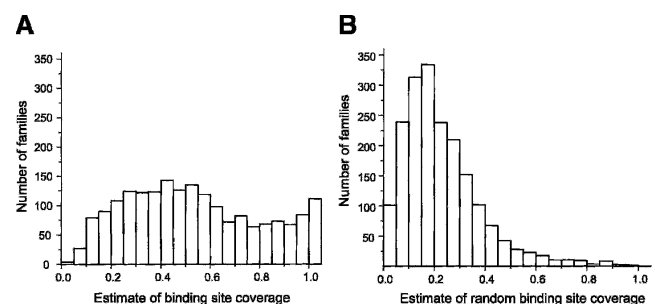 A
B
350
300
250
200
150
100
50
0
Number of families
0.0 0.2 0.4 0.6 0.8 1.0
Estimate of binding site coverage
350
300
250
200
150
100
50
Number of families
0.0 0.2 0.4 0.6 0.8 1.0
Estimate of random binding site coverage